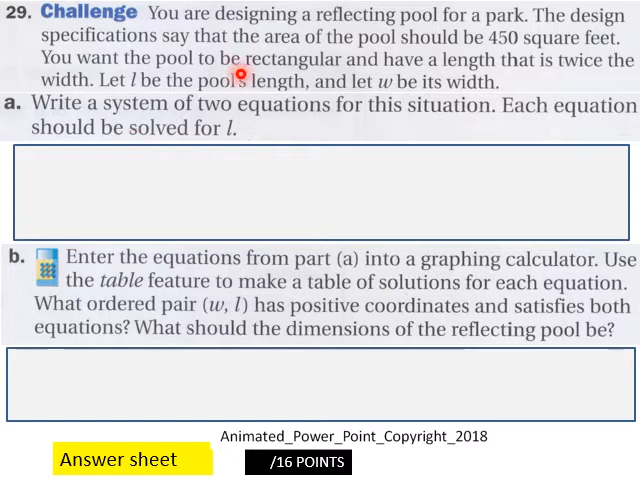 29. Challenge You are designing a reflecting pool for a park. The design
specifications say that the area of the pool should be 450 square feet.
You want the pool to be rectangular and have a length that is twice the
width. Let l be the pool's length, and let w be its width.
a. Write a system of two equations for this situation. Each equation
should be solved for l.
b. Enter the equations from part (a) into a graphing calculator. Use
the table feature to make a table of solutions for each equation.
What ordered pair (w, l) has positive coordinates and satisfies both
equations? What should the dimensions of the reflecting pool be?
Animated_Power_Point_Copyright_2018
Answer sheet
/16 POINTS